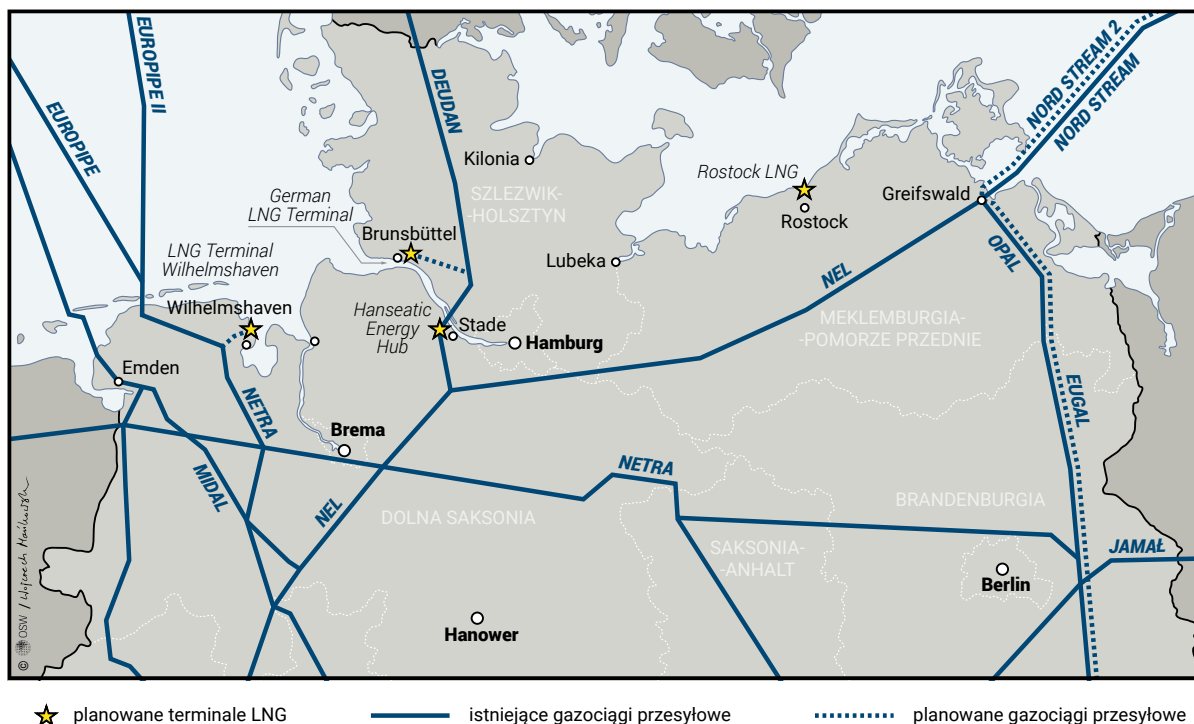 EUROPIPE II
EUROPIPE
DEUDAN
NORD STREAM 2
NORD STREAM
Kilonia
Rostock LNG
SZLEZWIK-
-HOLSZTYN
Greifswald
German
LNG Terminal
Rostock
Brunsbüttel
OPAL
LNG Terminal
Wilhelmshaven
Lubeka
NEL
Wilhelmshaven
Hanseatic
Energy
Hub
Stade
Hamburg
MEKLEMBURGIA-
-POMORZE PRZEDNIE
Emden
EUGAL
NETRA
Brema
NETRA
MIDAL
NEL
BRANDENBURGIA
DOLNA SAKSONIA
SAKSONIA-
-ANHALT
JAMAŁ
Berlin
Hanower
© OSW / Wojciech Mańkowski
planowane terminale LNG
istniejące gazociągi przesyłowe
planowane gazociągi przesyłowe